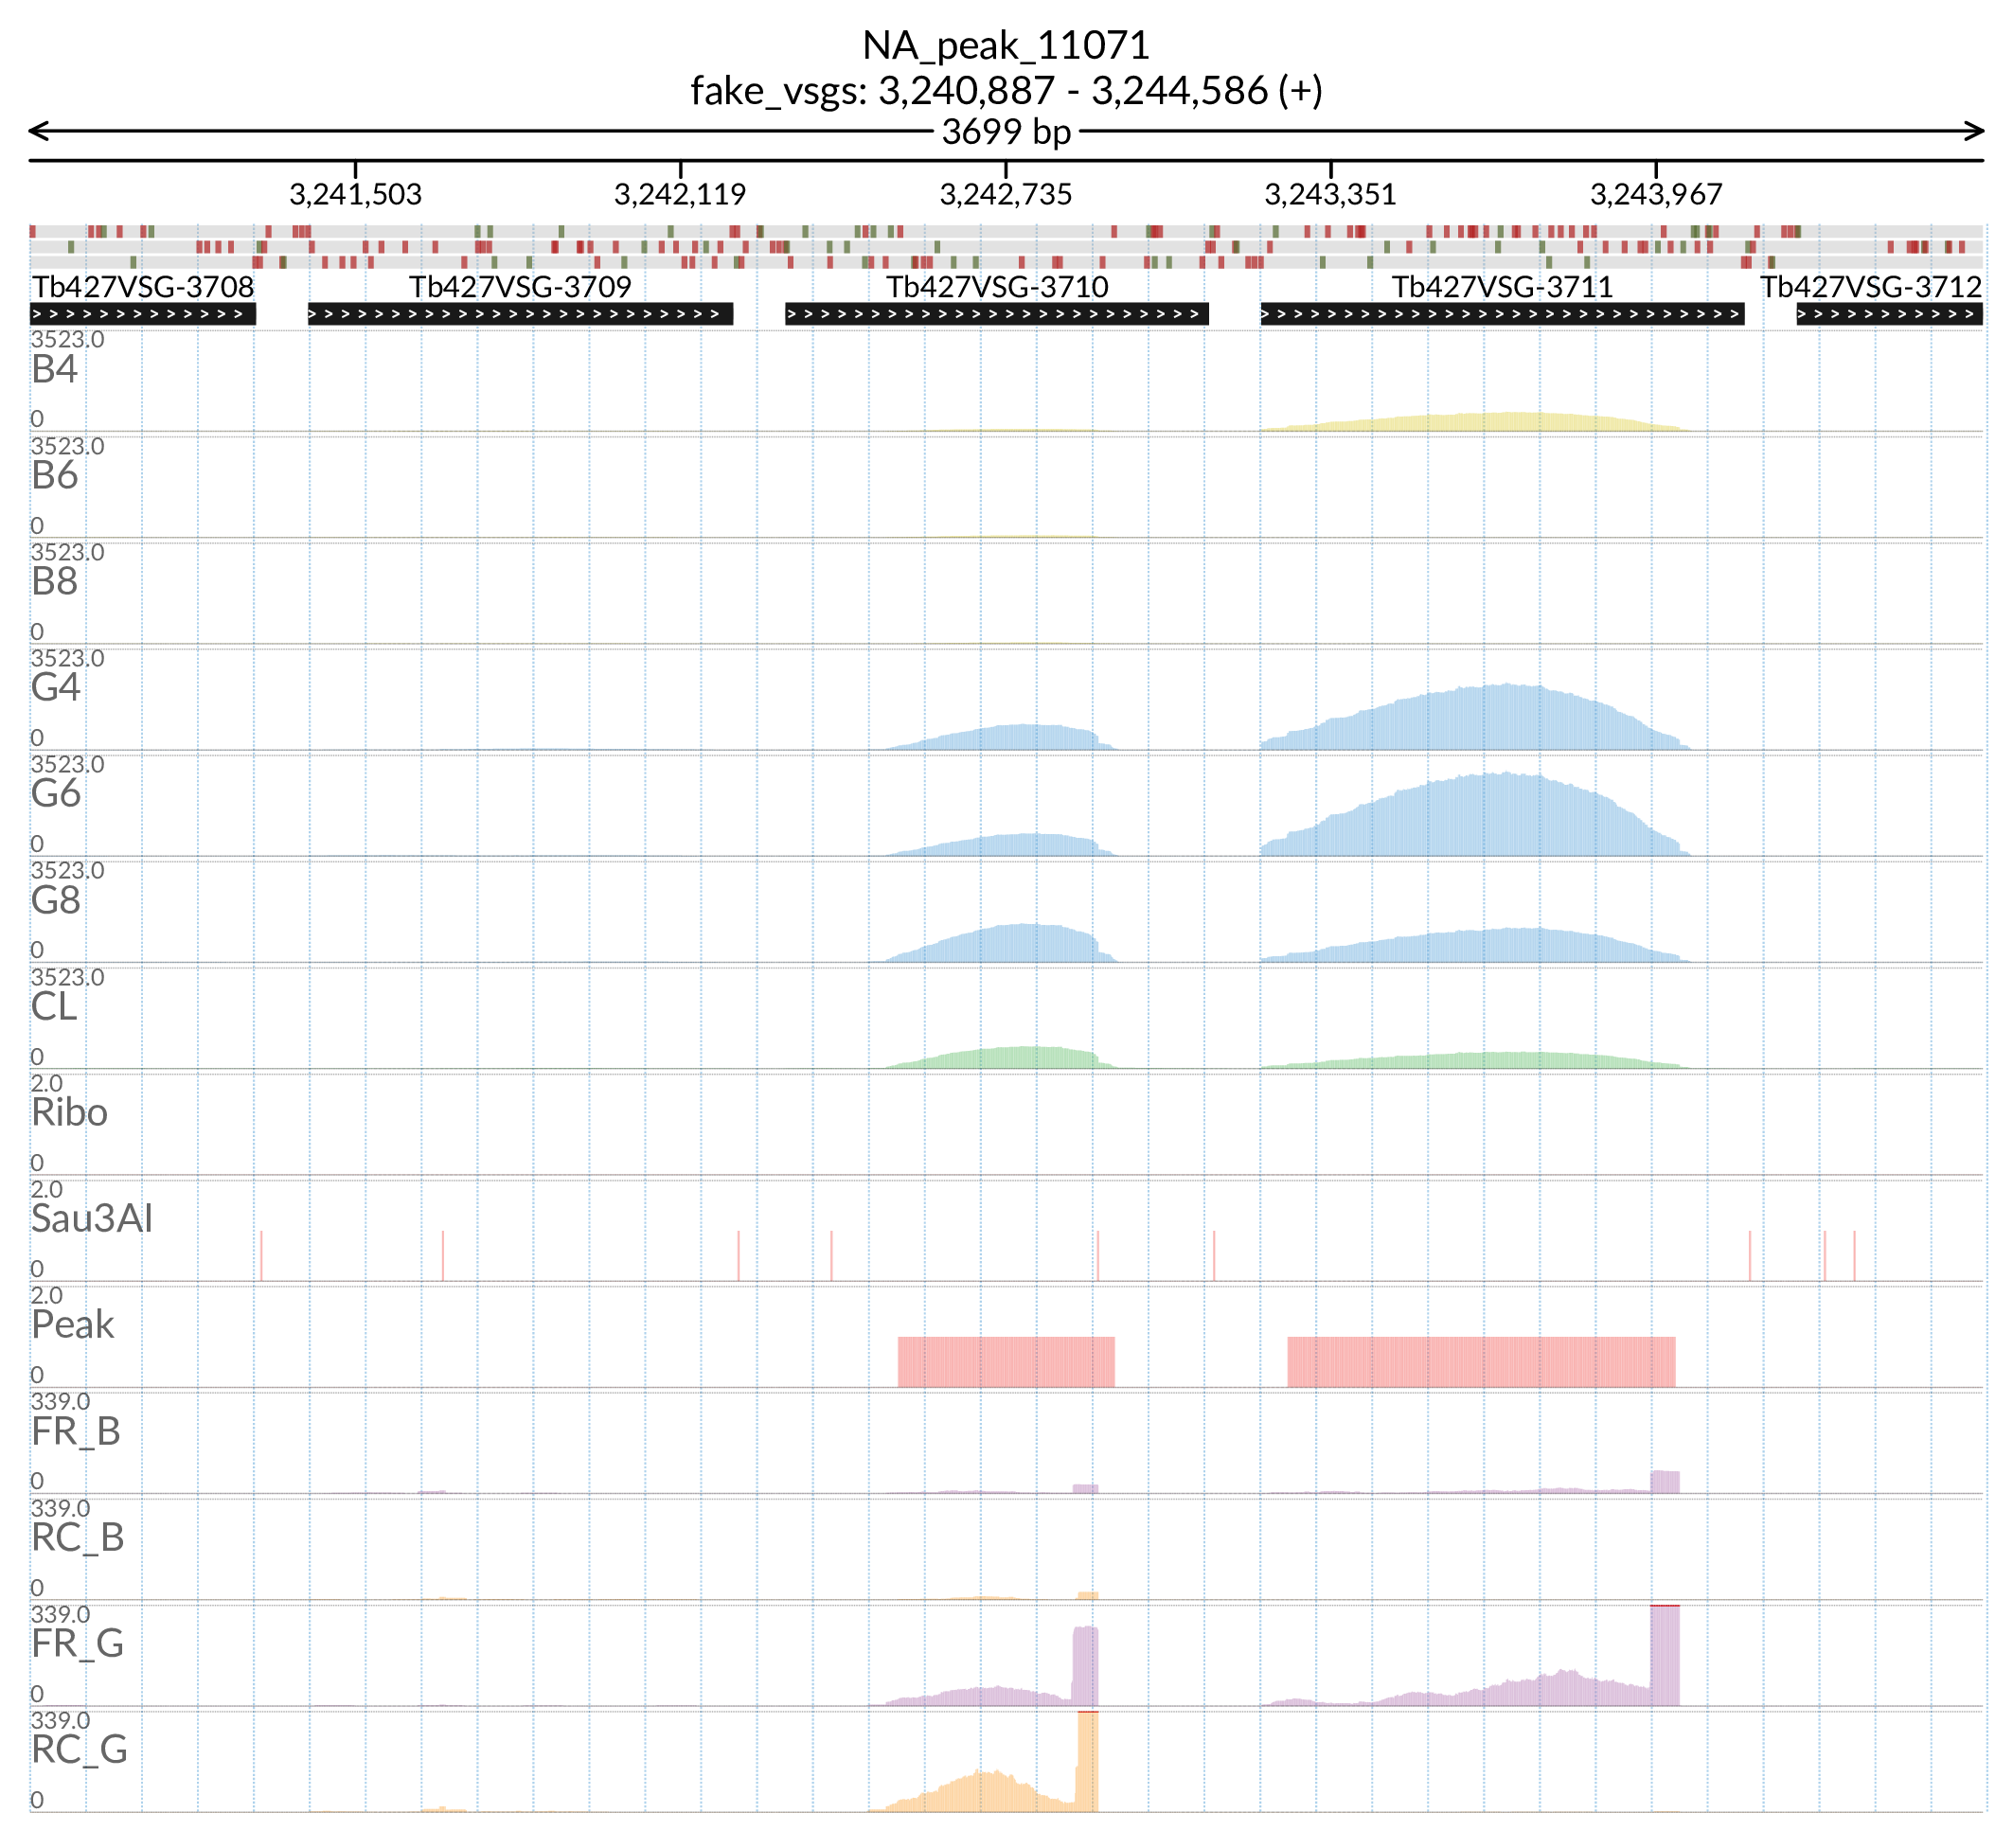 NA_peak_11071
fake_vsgs: 3,240,887 - 3,244,586 (+)
3699 bp
3,241,503 3,242,119 3,242,735 3,243,351 3,243,967
Tb427VSG-3708 Tb427VSG-3709 Tb427VSG-3710 Tb427VSG-3711 Tb427VSG-3712
3523.0
B4
0
3523.0
B6
0
3523.0
B8
0
3523.0
G4
0
3523.0
G6
0
3523.0
G8
0
3523.0
CL
0
2.0
Ribo
0
2.0
Sau3AI
0
2.0
Peak
0
339.0
FR_B
0
339.0
RC_B
0
339.0
FR_G
0
339.0
RC_G
0